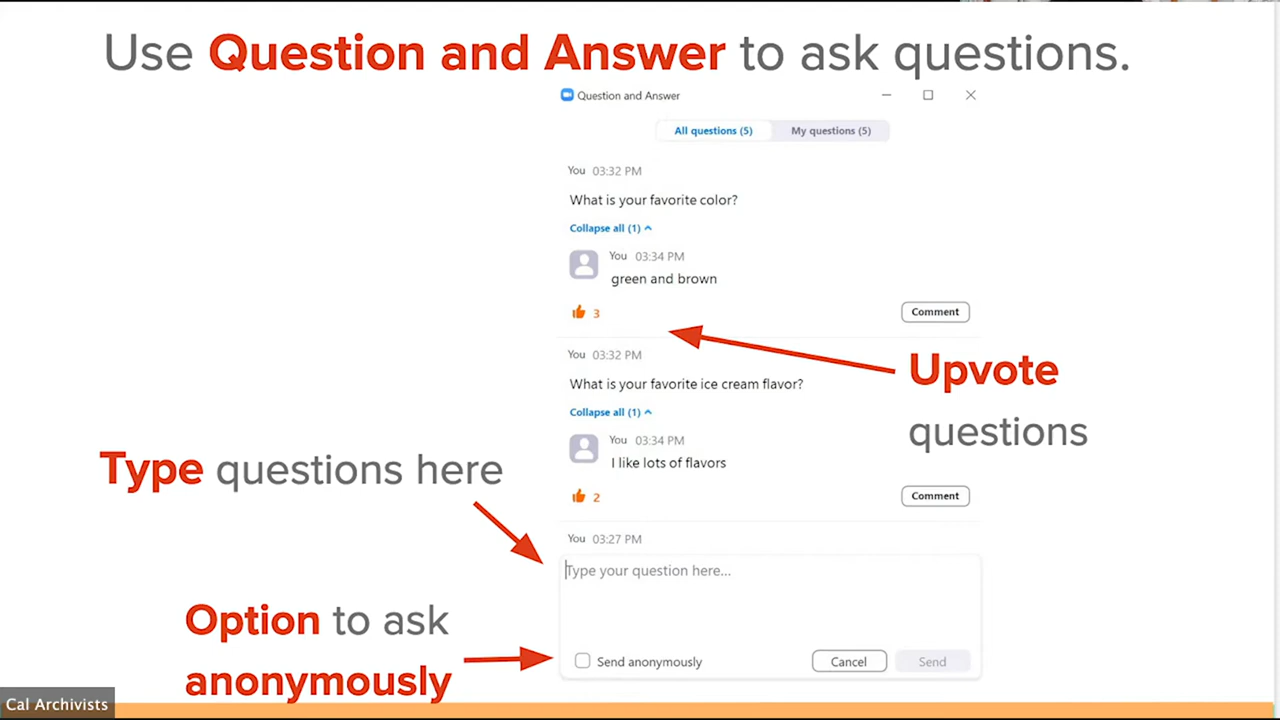 Use Question and Answer to ask questions.
Question and Answer
All questions (5) My questions (5)
You 03:32 PM
What is your favorite color?
Collapse all (1)
You 03:34 PM
green and brown
3
Comment
You 03:32 PM
What is your favorite ice cream flavor?
Collapse all (1)
You 03:34 PM
I like lots of flavors
2
Comment
You 03:27 PM
Type your question here...
Send anonymously
Cancel
Send
Upvote
questions
Type questions here
Option to ask
anonymously
Cal Archivists